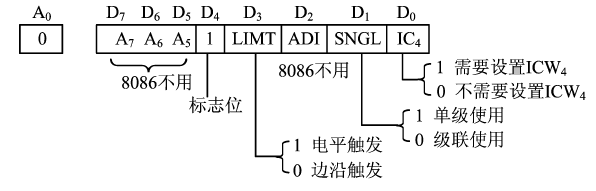 A₀ D₇ D₆ D₅ D₄ D₃ D₂ D₁ D₀
0 A₇ A₆ A₅ 1 LIMT ADI SNGL IC₄
8086不用 8086不用 1 需要设置ICW₄
标志位 0 不需要设置ICW₄
1 单级使用
1 电平触发 0 级联使用
0 边沿触发